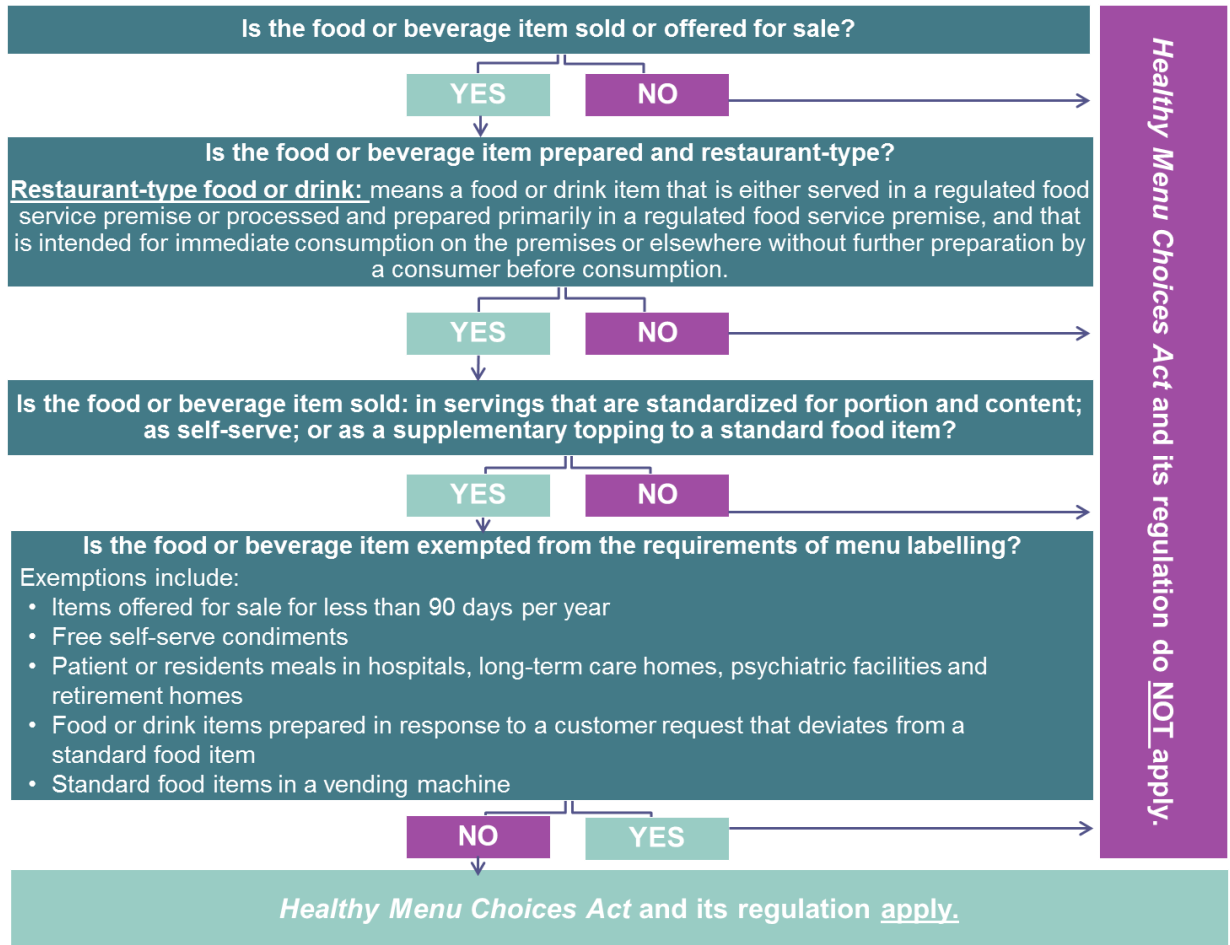 Is the food or beverage item sold or offered for sale?
YES
NO
Is the food or beverage item prepared and restaurant-type?
Restaurant-type food or drink: means a food or drink item that is either served in a regulated food
service premise or processed and prepared primarily in a regulated food service premise, and that
is intended for immediate consumption on the premises or elsewhere without further preparation by
a consumer before consumption.
YES
NO
Is the food or beverage item sold: in servings that are standardized for portion and content;
as self-serve; or as a supplementary topping to a standard food item?
YES
NO
Is the food or beverage item exempted from the requirements of menu labelling?
Exemptions include:
• Items offered for sale for less than 90 days per year
• Free self-serve condiments
• Patient or residents meals in hospitals, long-term care homes, psychiatric facilities and
retirement homes
• Food or drink items prepared in response to a customer request that deviates from a
standard food item
• Standard food items in a vending machine
NO
YES
Healthy Menu Choices Act and its regulation apply.
Healthy Menu Choices Act and its regulation do NOT apply.